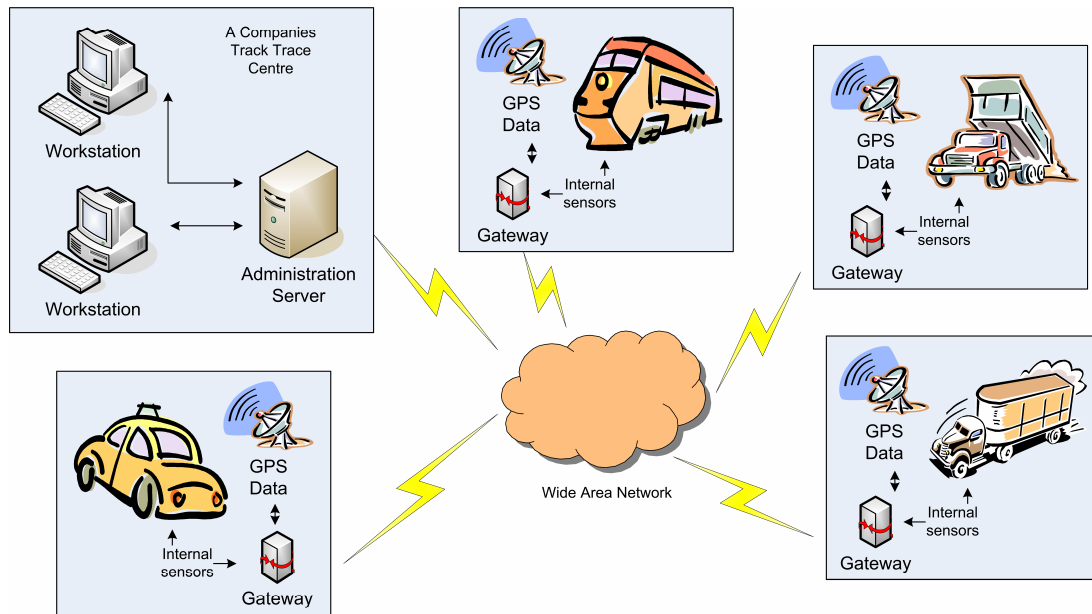 A Companies
Track Trace
Centre
Workstation
Workstation
Administration
Server
GPS
Data
Internal
sensors
Gateway
GPS
Data
Internal
sensors
Gateway
GPS
Data
Internal
sensors
Gateway
GPS
Data
Internal
sensors
Gateway
Wide Area Network